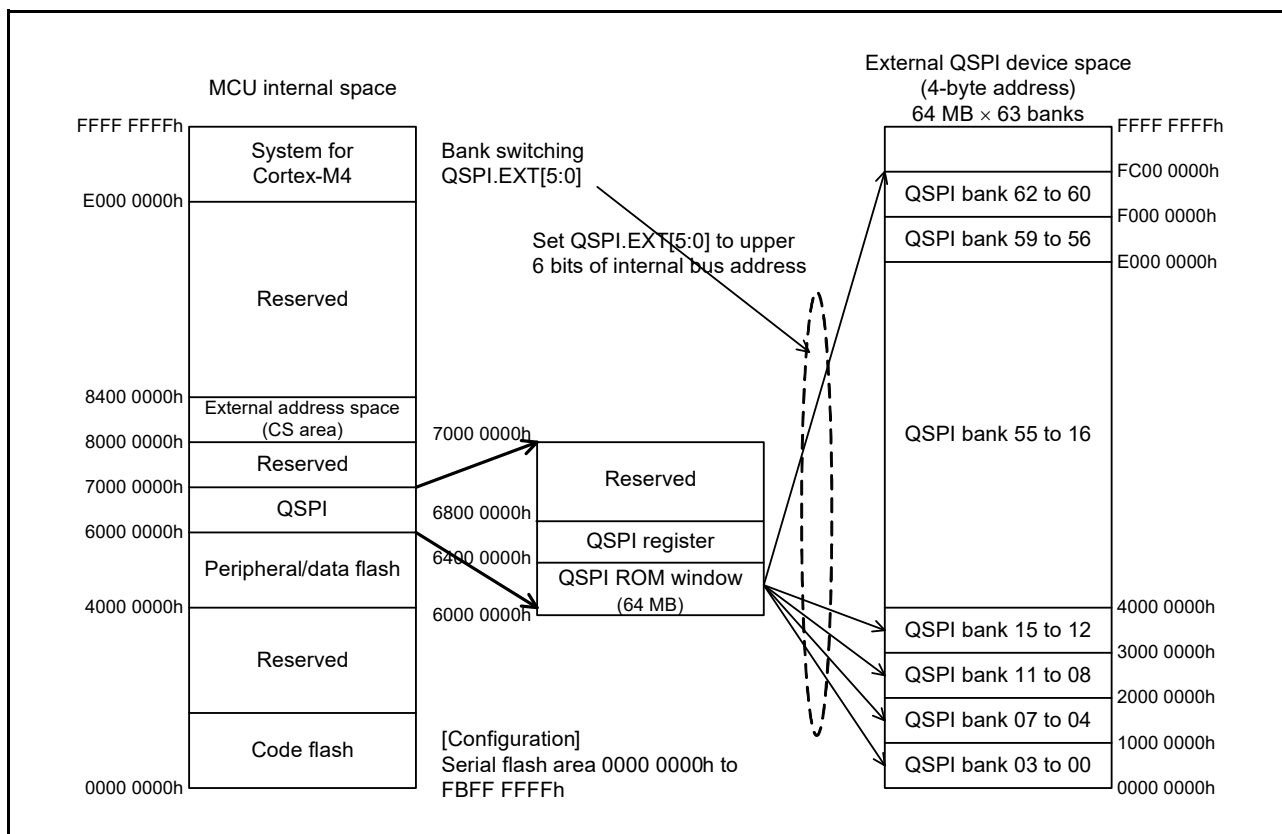 MCU internal space
FFFF FFFFh
System for
Cortex-M4
E000 0000h
Reserved
8400 0000h
External address space
(CS area)
8000 0000h
Reserved
7000 0000h
QSPI
6000 0000h
Peripheral/data flash
4000 0000h
Reserved
Code flash
0000 0000h
Bank switching
QSPI.EXT[5:0]
Set QSPI.EXT[5:0] to upper
6 bits of internal bus address
7000 0000h
Reserved
6800 0000h
QSPI register
6400 0000h
QSPI ROM window
(64 MB)
6000 0000h
[Configuration]
Serial flash area 0000 0000h to
FBFF FFFFh
External QSPI device space
(4-byte address)
64 MB × 63 banks
FFFF FFFFh
FC00 0000h
QSPI bank 62 to 60
F000 0000h
QSPI bank 59 to 56
E000 0000h
QSPI bank 55 to 16
4000 0000h
QSPI bank 15 to 12
3000 0000h
QSPI bank 11 to 08
2000 0000h
QSPI bank 07 to 04
1000 0000h
QSPI bank 03 to 00
0000 0000h